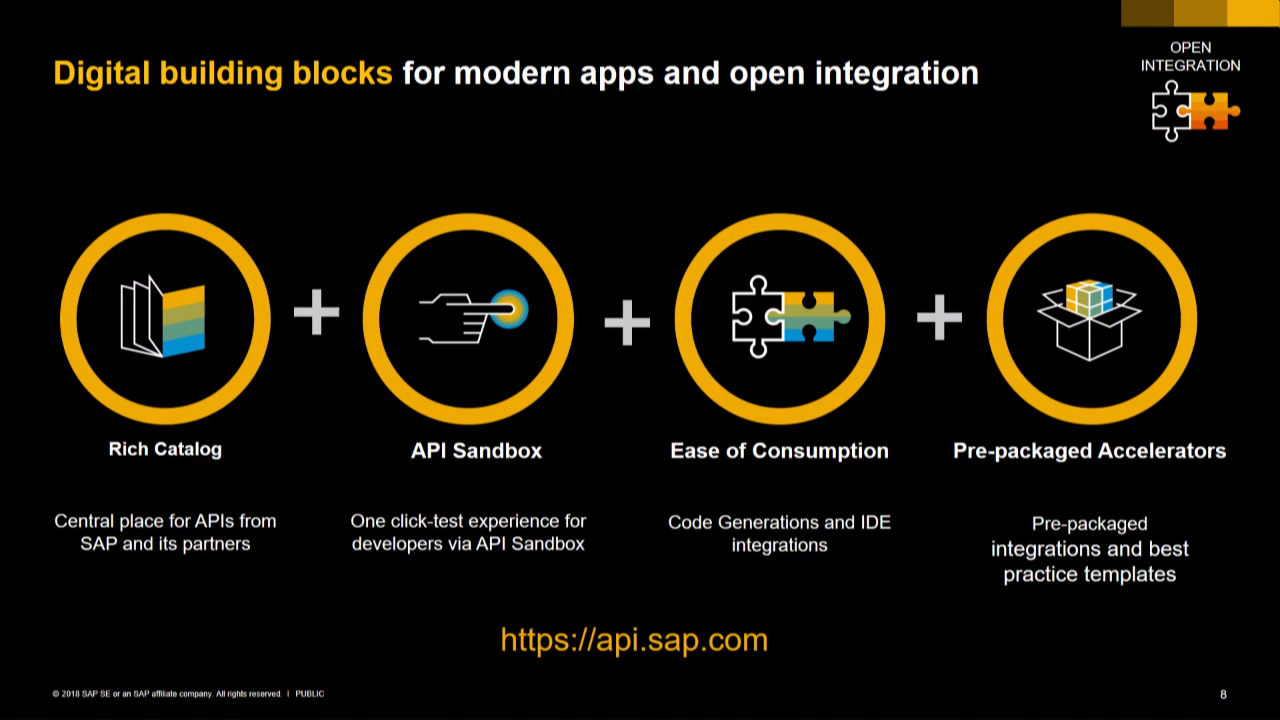 Digital building blocks for modern apps and open integration
OPEN
INTEGRATION
Rich Catalog
API Sandbox
Ease of Consumption
Pre-packaged Accelerators
Central place for APIs from
SAP and its partners
One click-test experience for
developers via API Sandbox
Code Generations and IDE
integrations
Pre-packaged
integrations and best
practice templates
https://api.sap.com
© 2018 SAP SE or an SAP affiliate company. All rights reserved. ǀ PUBLIC
8